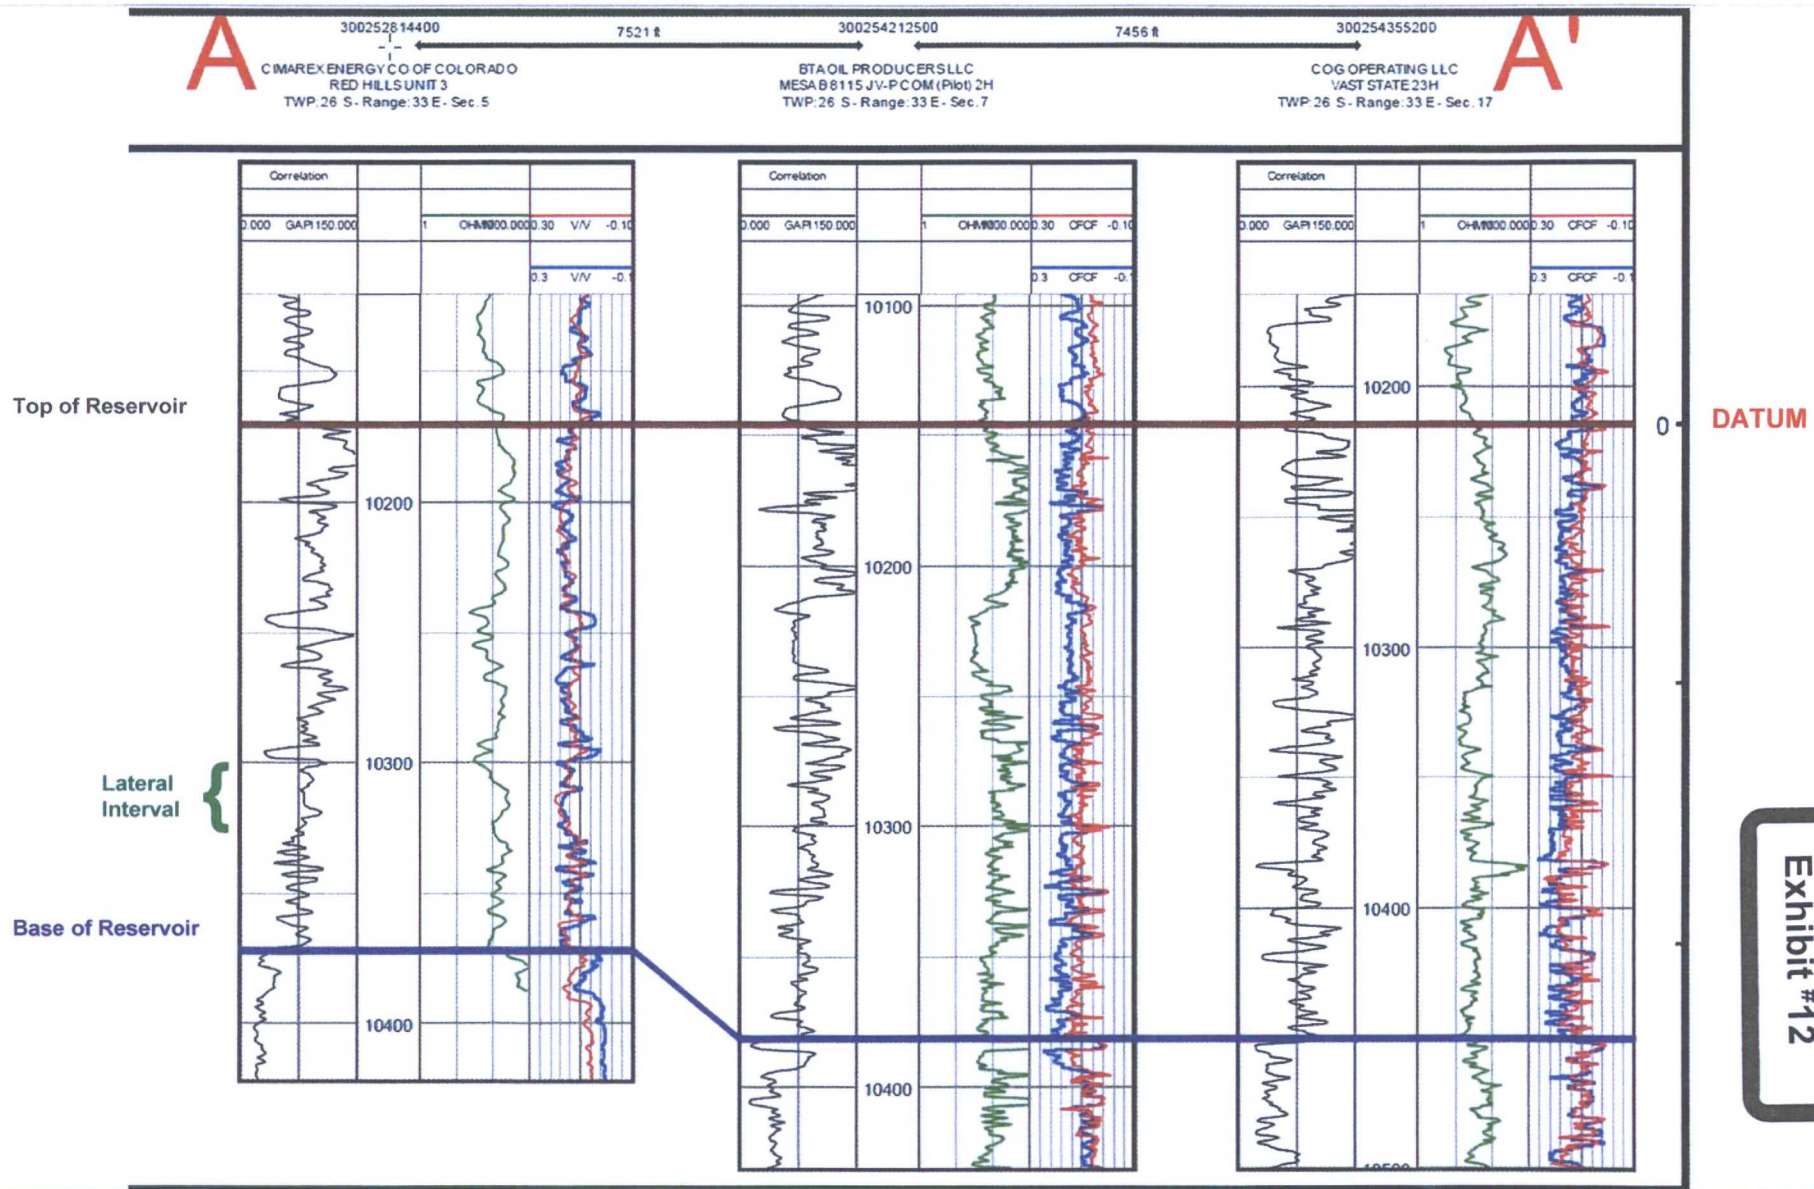 A
300252814400
7521 ft
300254212500
7456 ft
300254355200
A'
CIMAREX ENERGY CO OF COLORADO
RED HILLS UNIT 3
TWP: 26 S - Range: 33 E - Sec. 5
BTA OIL PRODUCERS LLC
MESA B 8115 JV-P COM (Pilot) 2H
TWP: 26 S - Range: 33 E - Sec. 7
COG OPERATING LLC
VAST STATE 23H
TWP: 26 S - Range: 33 E - Sec. 17
Correlation
0.000 GAPI 150.000
1 OHMM
0.30 V/V -0.10
0.3 V/V -0.1
10200
10300
10400
Correlation
0.000 GAPI 150.000
1 OHMM
0.30 CFCF -0.10
0.3 CFCF -0.1
10100
10200
10300
10400
Correlation
0.000 GAPI 150.000
1 OHMM
0.30 CFCF -0.10
0.3 CFCF -0.1
10200
10300
10400
Top of Reservoir
0
DATUM
Lateral
Interval
{
Base of Reservoir
Exhibit #12